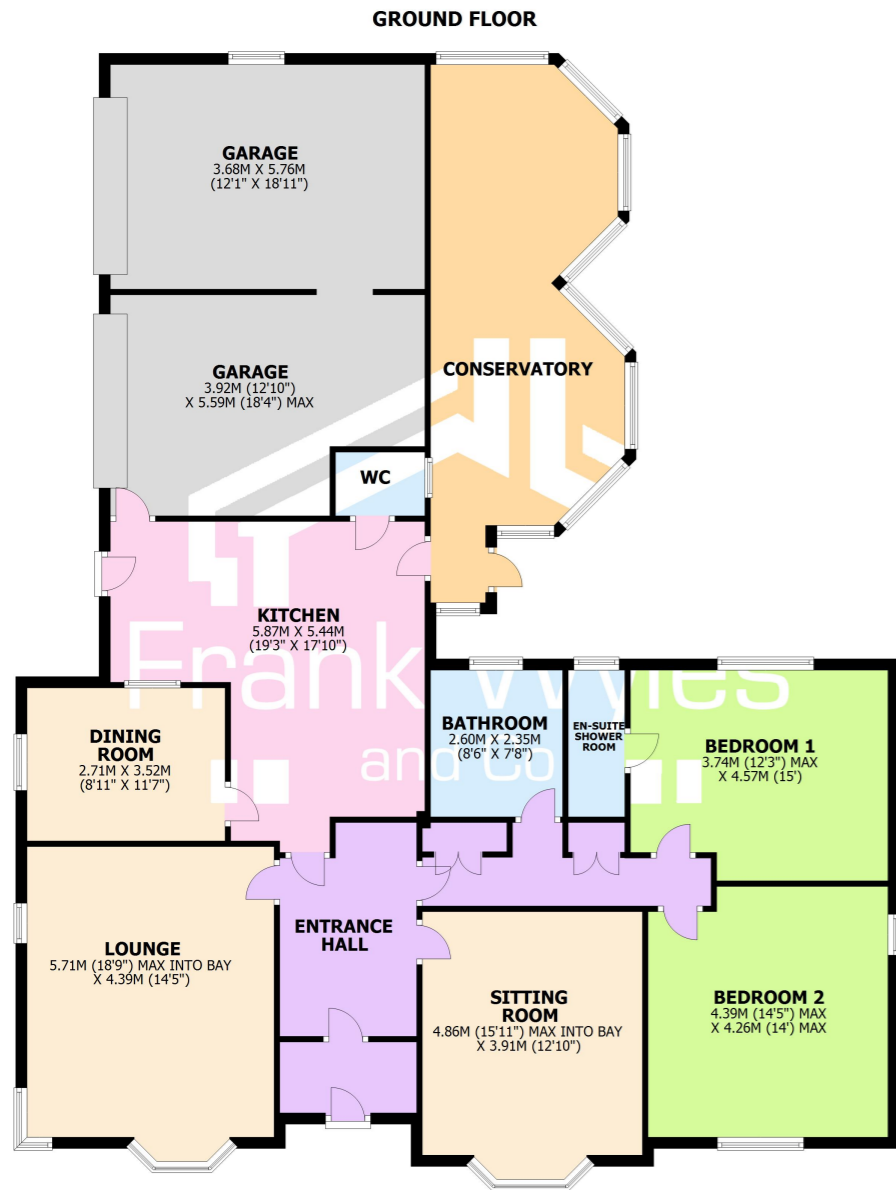 GROUND FLOOR
GARAGE
3.68M X 5.76M
(12'1" X 18'11")
GARAGE
3.92M (12'10")
X 5.59M (18'4") MAX
CONSERVATORY
WC
KITCHEN
5.87M X 5.44M
(19'3" X 17'10")
Frank Wyles
and Co
DINING
ROOM
2.71M X 3.52M
(8'11" X 11'7")
BATHROOM
2.60M X 2.35M
(8'6" X 7'8")
EN-SUITE
SHOWER
ROOM
BEDROOM 1
3.74M (12'3") MAX
X 4.57M (15')
LOUNGE
5.71M (18'9") MAX INTO BAY
X 4.39M (14'5")
ENTRANCE
HALL
SITTING
ROOM
4.86M (15'11") MAX INTO BAY
X 3.91M (12'10")
BEDROOM 2
4.39M (14'5") MAX
X 4.26M (14') MAX